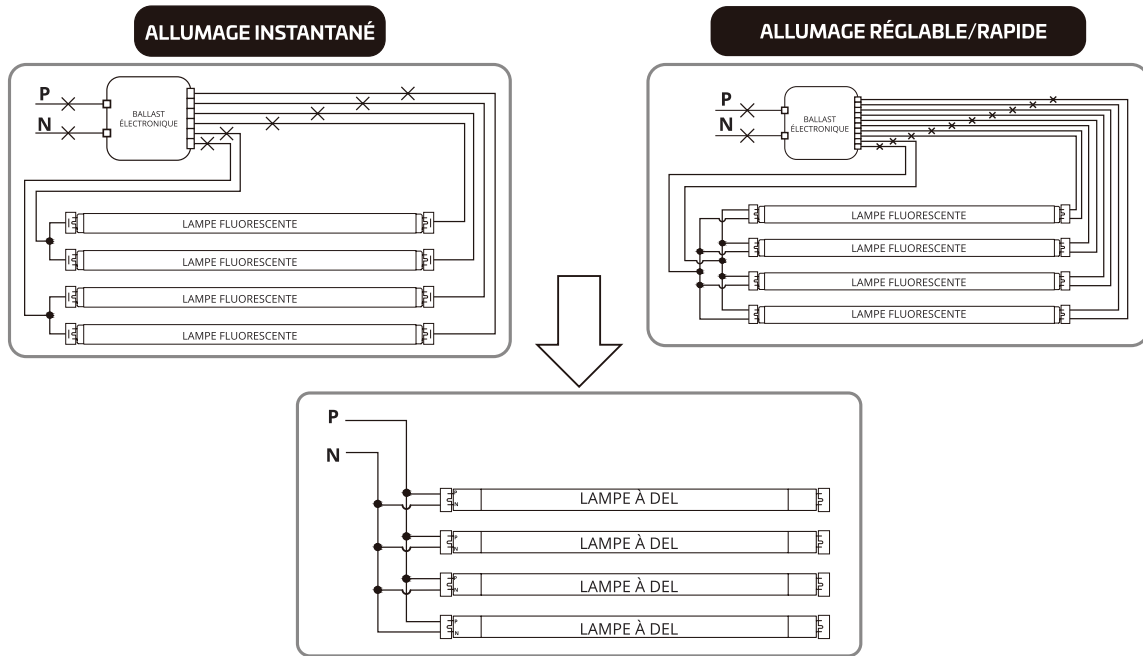 ALLUMAGE INSTANTANÉ
P
N
BALLAST
ÉLECTRONIQUE
LAMPE FLUORESCENTE
LAMPE FLUORESCENTE
LAMPE FLUORESCENTE
LAMPE FLUORESCENTE
ALLUMAGE RÉGLABLE/RAPIDE
P
N
BALLAST
ÉLECTRONIQUE
LAMPE FLUORESCENTE
LAMPE FLUORESCENTE
LAMPE FLUORESCENTE
LAMPE FLUORESCENTE
P
N
P
N
LAMPE À DEL
P
N
LAMPE À DEL
P
N
LAMPE À DEL
P
N
LAMPE À DEL